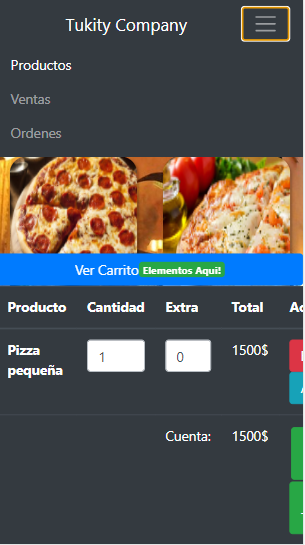 Tukity Company
Productos
Ventas
Ordenes
Ver Carrito Elementos Aqui!
Producto Cantidad Extra Total
Pizza pequeña 1 0 1500$
Cuenta: 1500$